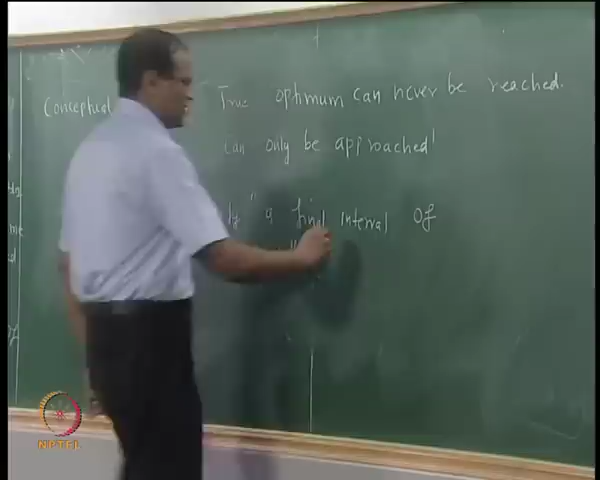 Conceptual True optimum can never be reached.
can only be approached!
a final interval of
NPTEL